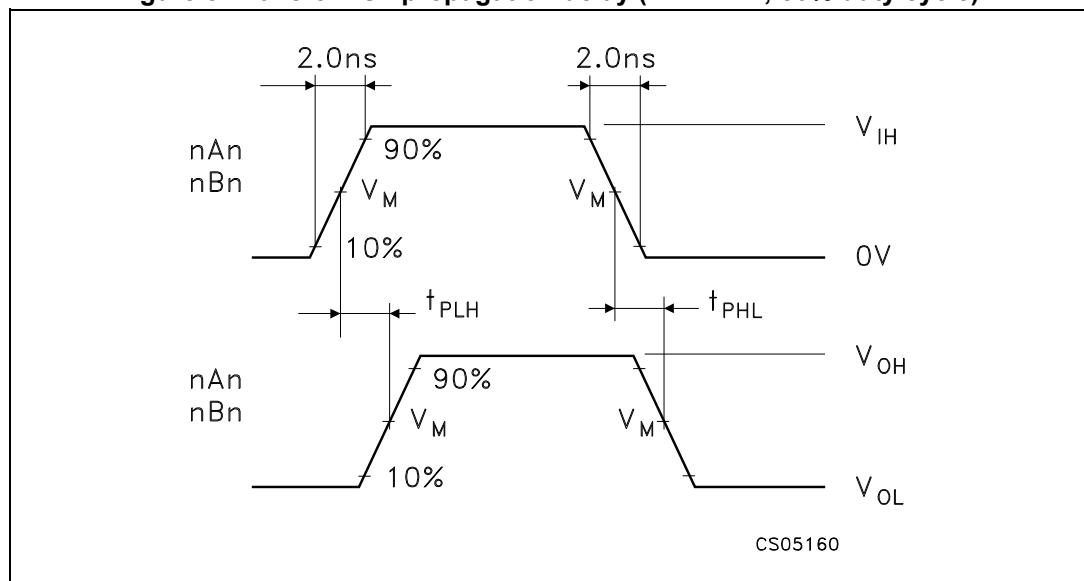 2.0ns 2.0ns
V_IH
90%
nAn
nBn
V_M V_M
10%
0V
t_PLH t_PHL
V_OH
90%
nAn
nBn
V_M V_M
10%
V_OL
CS05160